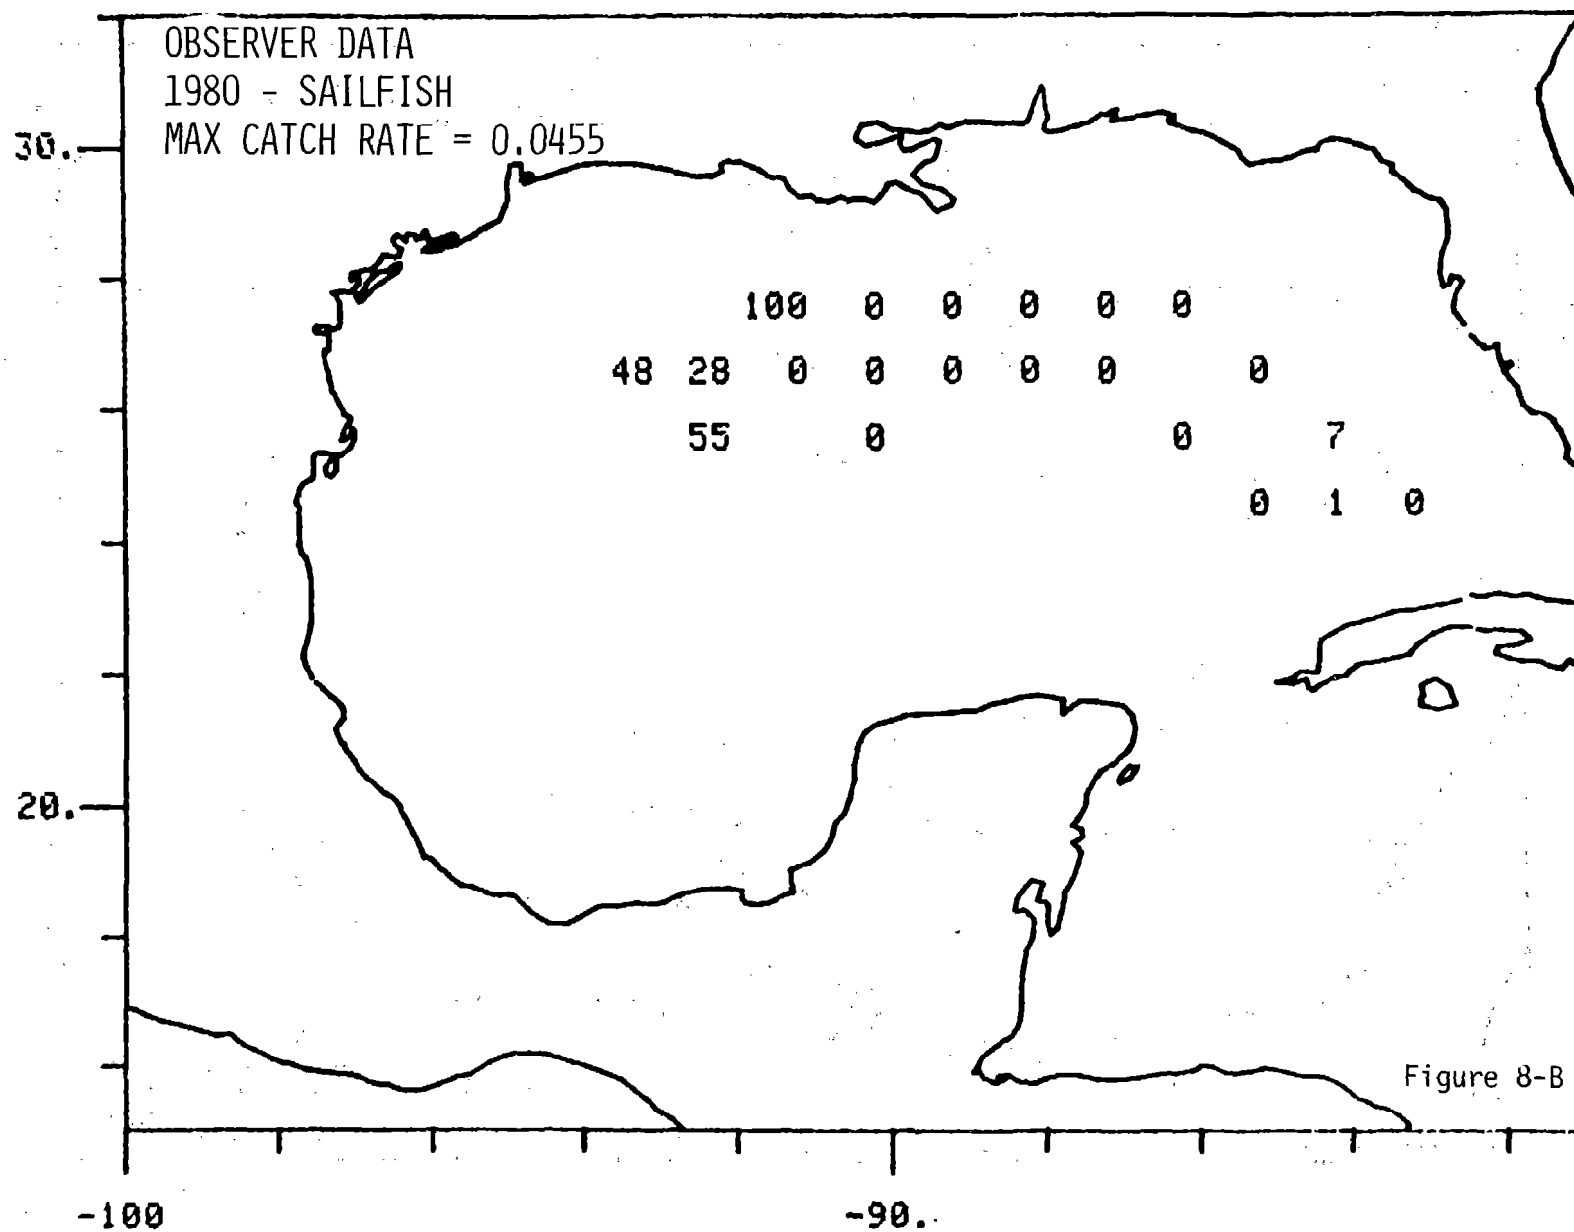 OBSERVER DATA
1980 - SAILFISH
MAX CATCH RATE = 0.0455
30.
100 0 0 0 0 0
48 28 0 0 0 0 0 0
55 0 0 7
0 1 0
20.
Figure 8-B
-100 -90.